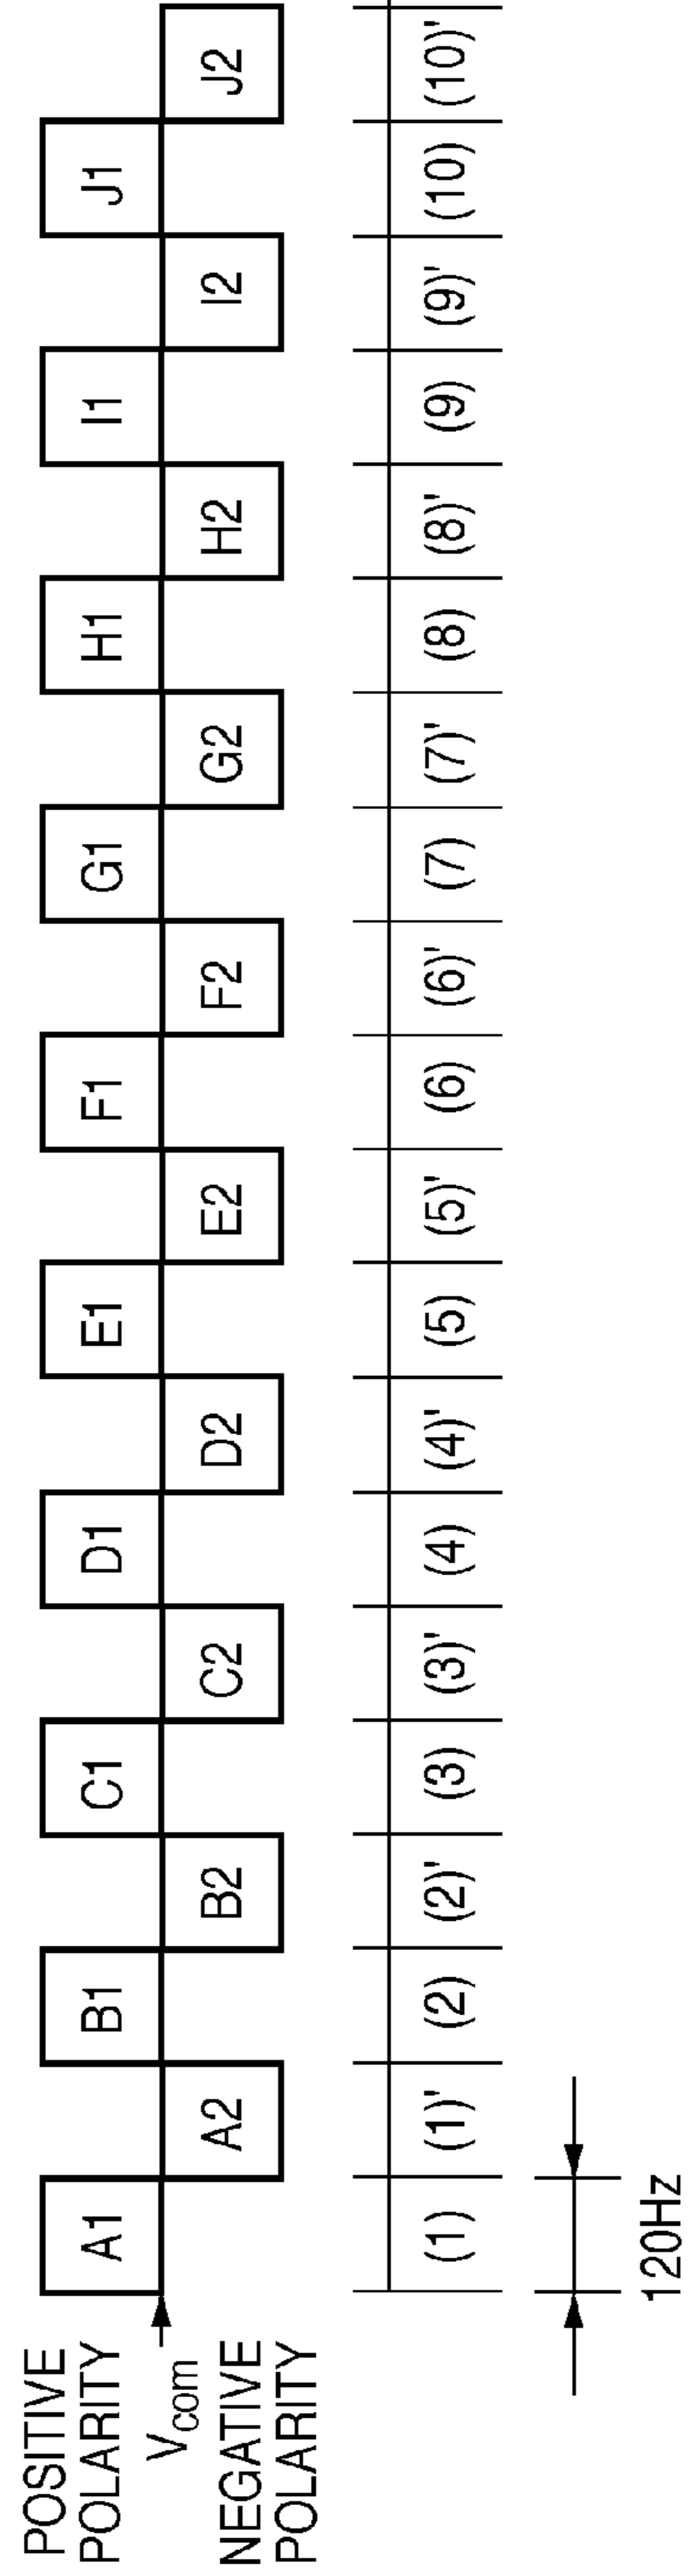 POSITIVE
POLARITY
Vcom
NEGATIVE
POLARITY
A1 B1 C1 D1 E1 F1 G1 H1 I1 J1
A2 B2 C2 D2 E2 F2 G2 H2 I2 J2
(1) (1)' (2) (2)' (3) (3)' (4) (4)' (5) (5)' (6) (6)' (7) (7)' (8) (8)' (9) (9)' (10) (10)'
120Hz